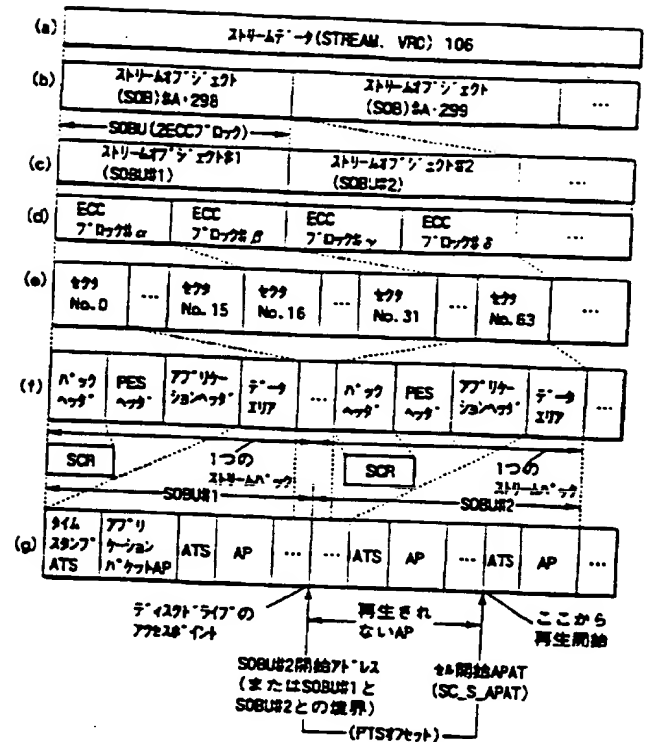 (a)
ストリームデータ(STREAM. VRO) 106
(b)
ストリームオブジェクト
(SOB)#A·298
ストリームオブジェクト
(SOB)#A·299
...
SOBU(2ECCブロック)
(c)
ストリームオブジェクト#1
(SOBU#1)
ストリームオブジェクト#2
(SOBU#2)
...
(d)
ECC
ブロック#α
ECC
ブロック#β
ECC
ブロック#γ
ECC
ブロック#δ
...
(e)
セクタ
No.0
...
セクタ
No.15
セクタ
No.16
...
セクタ
No.31
...
セクタ
No.63
...
(f)
パック
ヘッダ
PES
ヘッダ
アプリケー
ションヘッダ
データ
エリア
...
パック
ヘッダ
PES
ヘッダ
アプリケー
ションヘッダ
データ
エリア
...
SCR
1つの
ストリームパック
SCR
1つの
ストリームパック
SOBU#1
SOBU#2
(g)
タイム
スタンプ
ATS
アプリ
ケーション
パケットAP
ATS
AP
...
...
ATS
AP
...
ATS
AP
...
ディスクドライブの
アクセスポイント
再生され
ないAP
ここから
再生開始
SOBU#2開始アドレス
(またはSOBU#1と
SOBU#2との境界)
セル開始APAT
(SC_S_APAT)
(PTSオフセット)